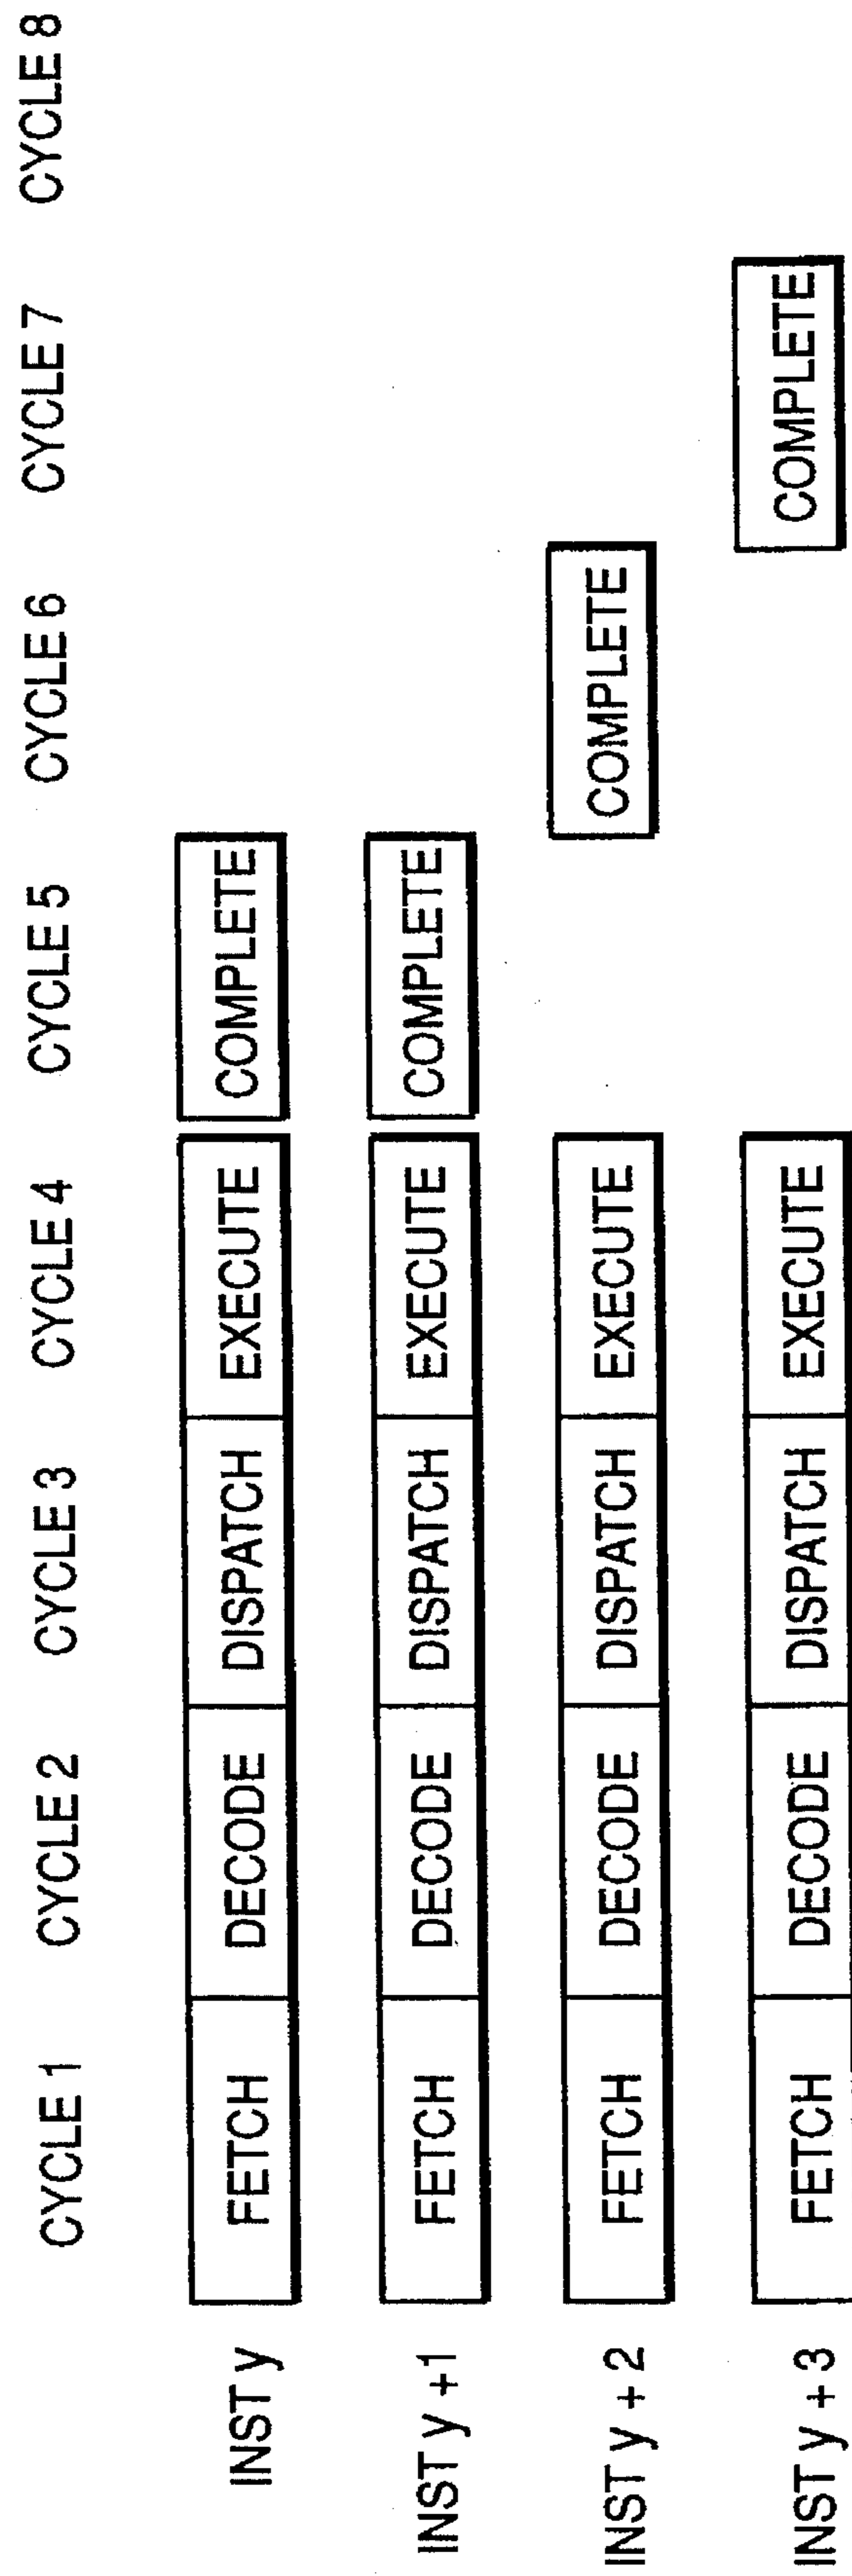 CYCLE 1 CYCLE 2 CYCLE 3 CYCLE 4 CYCLE 5 CYCLE 6 CYCLE 7 CYCLE 8
INST y FETCH DECODE DISPATCH EXECUTE COMPLETE
INST y +1 FETCH DECODE DISPATCH EXECUTE COMPLETE
INST y + 2 FETCH DECODE DISPATCH EXECUTE COMPLETE
INST y + 3 FETCH DECODE DISPATCH EXECUTE COMPLETE